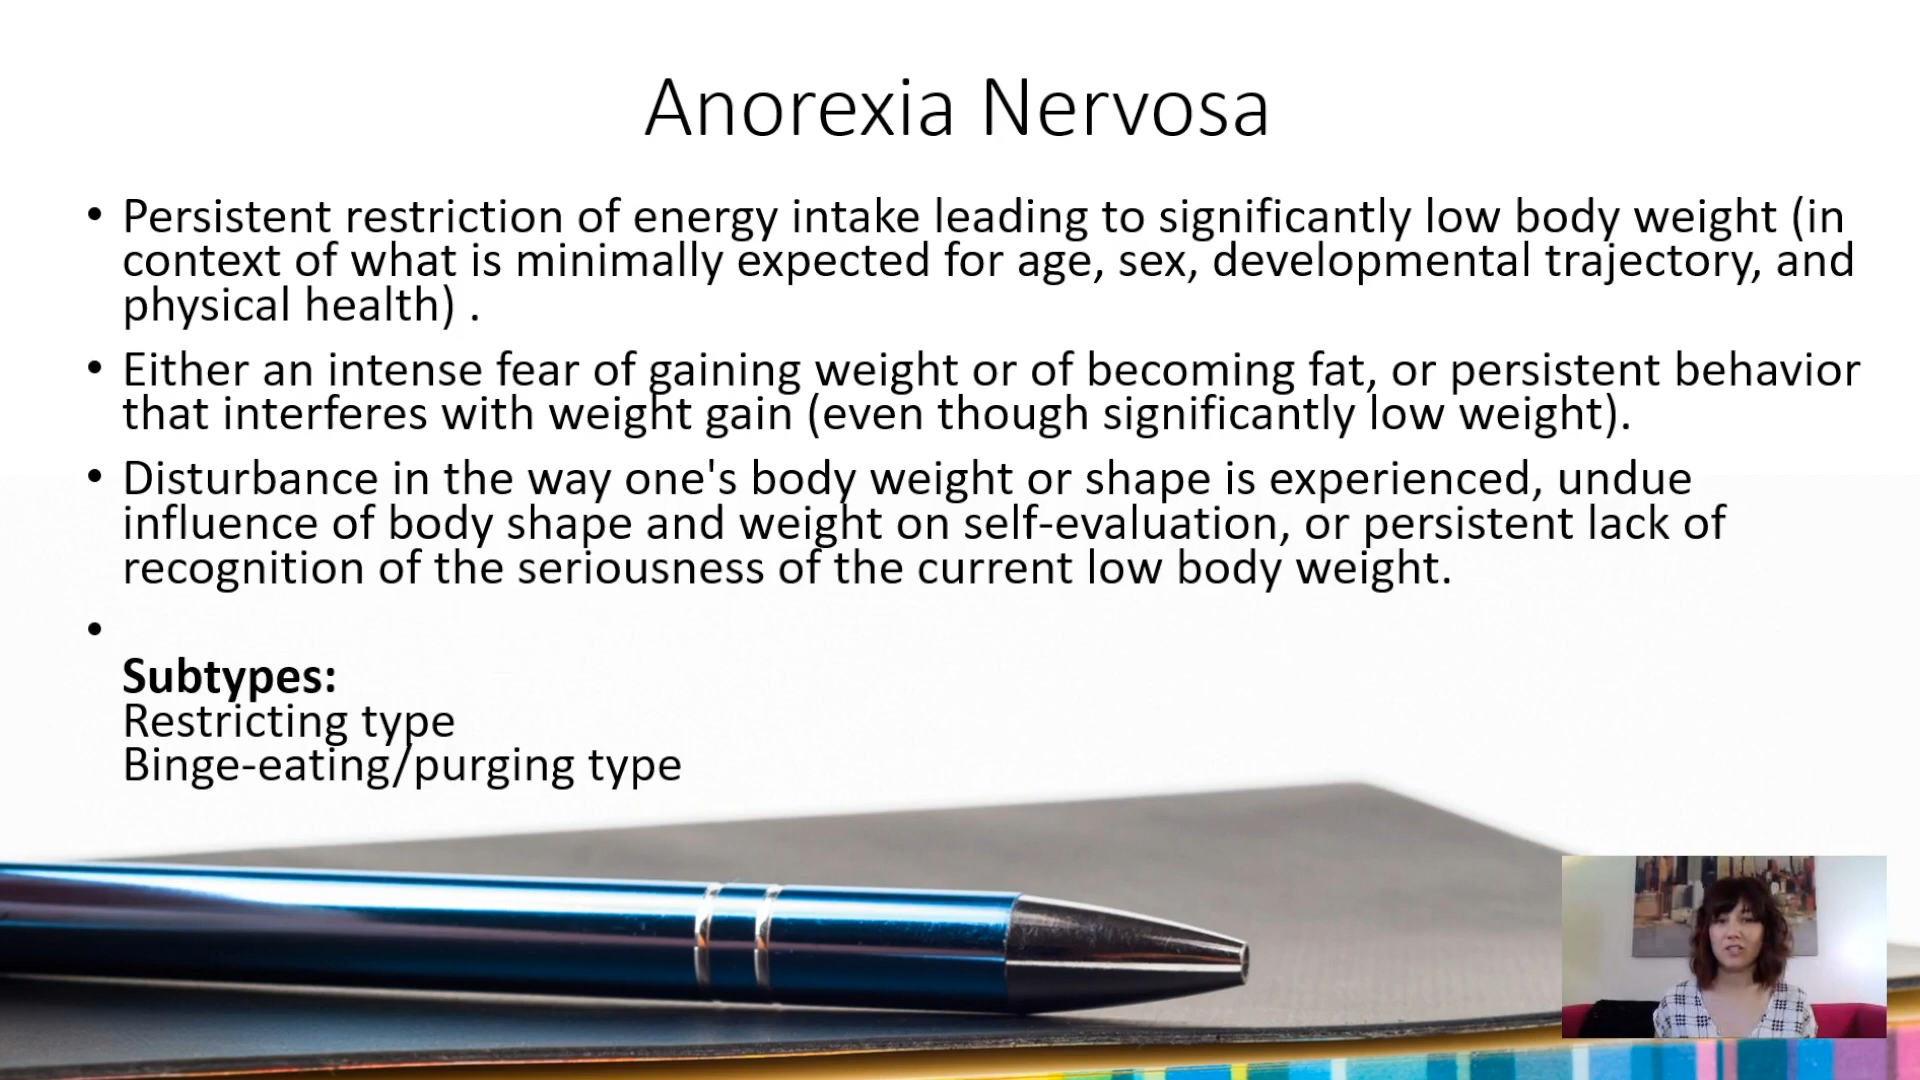 Anorexia Nervosa
• Persistent restriction of energy intake leading to significantly low body weight (in
context of what is minimally expected for age, sex, developmental trajectory, and
physical health) .
• Either an intense fear of gaining weight or of becoming fat, or persistent behavior
that interferes with weight gain (even though significantly low weight).
• Disturbance in the way one's body weight or shape is experienced, undue
influence of body shape and weight on self-evaluation, or persistent lack of
recognition of the seriousness of the current low body weight.
•
Subtypes:
Restricting type
Binge-eating/purging type